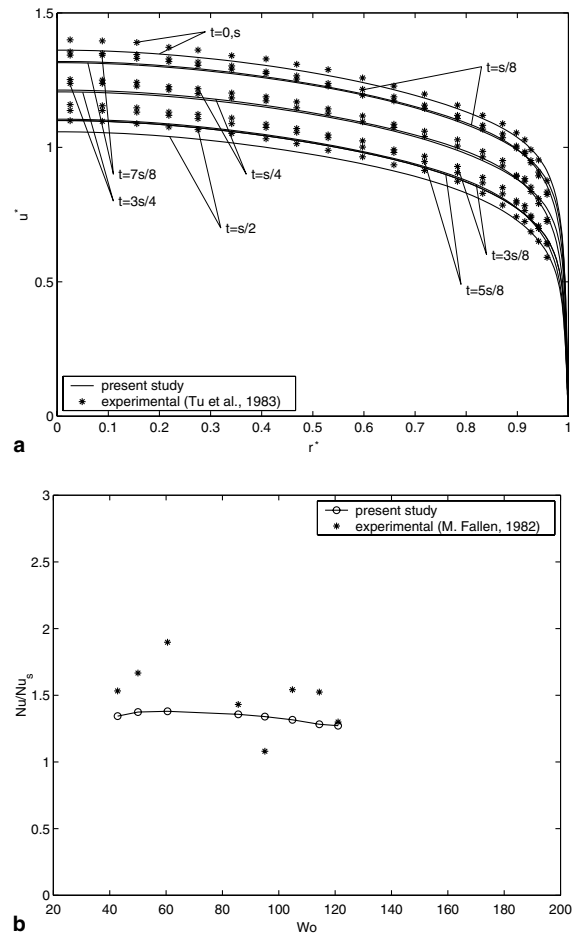 1.5
1
0.5
0
u*
t=0,s
t=s/8
t=7s/8
t=3s/4
t=s/4
t=s/2
t=3s/8
t=5s/8
present study
experimental (Tu et al., 1983)
0 0.1 0.2 0.3 0.4 0.5 0.6 0.7 0.8 0.9 1
r*
a
3
2.5
2
1.5
1
0.5
0
Nu/Nus
present study
experimental (M. Fallen, 1982)
20 40 60 80 100 120 140 160 180 200
Wo
b